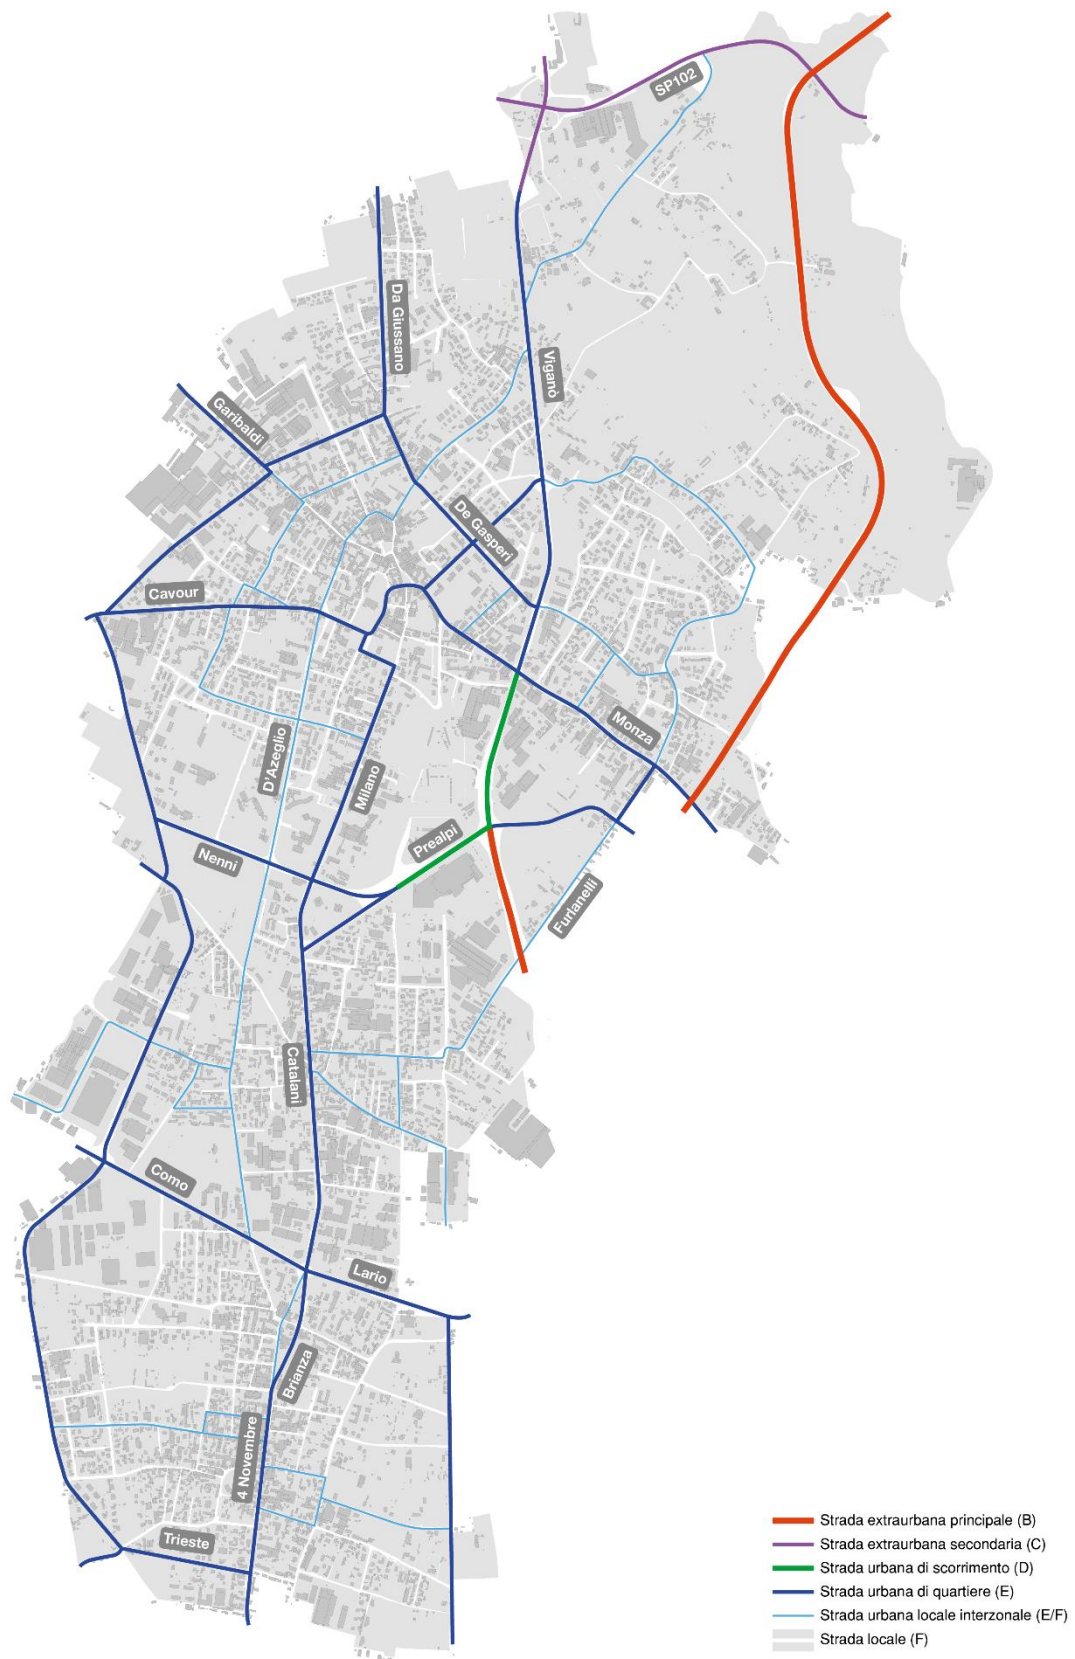 SP102
Da Giussano
Viganò
Garibaldi
De Gasperi
Cavour
Monza
D'Azeglio
Milano
Prealpi
Nenni
Furlanelli
Catalani
Como
Lario
Brianza
4 Novembre
Trieste
Strada extraurbana principale (B)
Strada extraurbana secondaria (C)
Strada urbana di scorrimento (D)
Strada urbana di quartiere (E)
Strada urbana locale interzonale (E/F)
Strada locale (F)